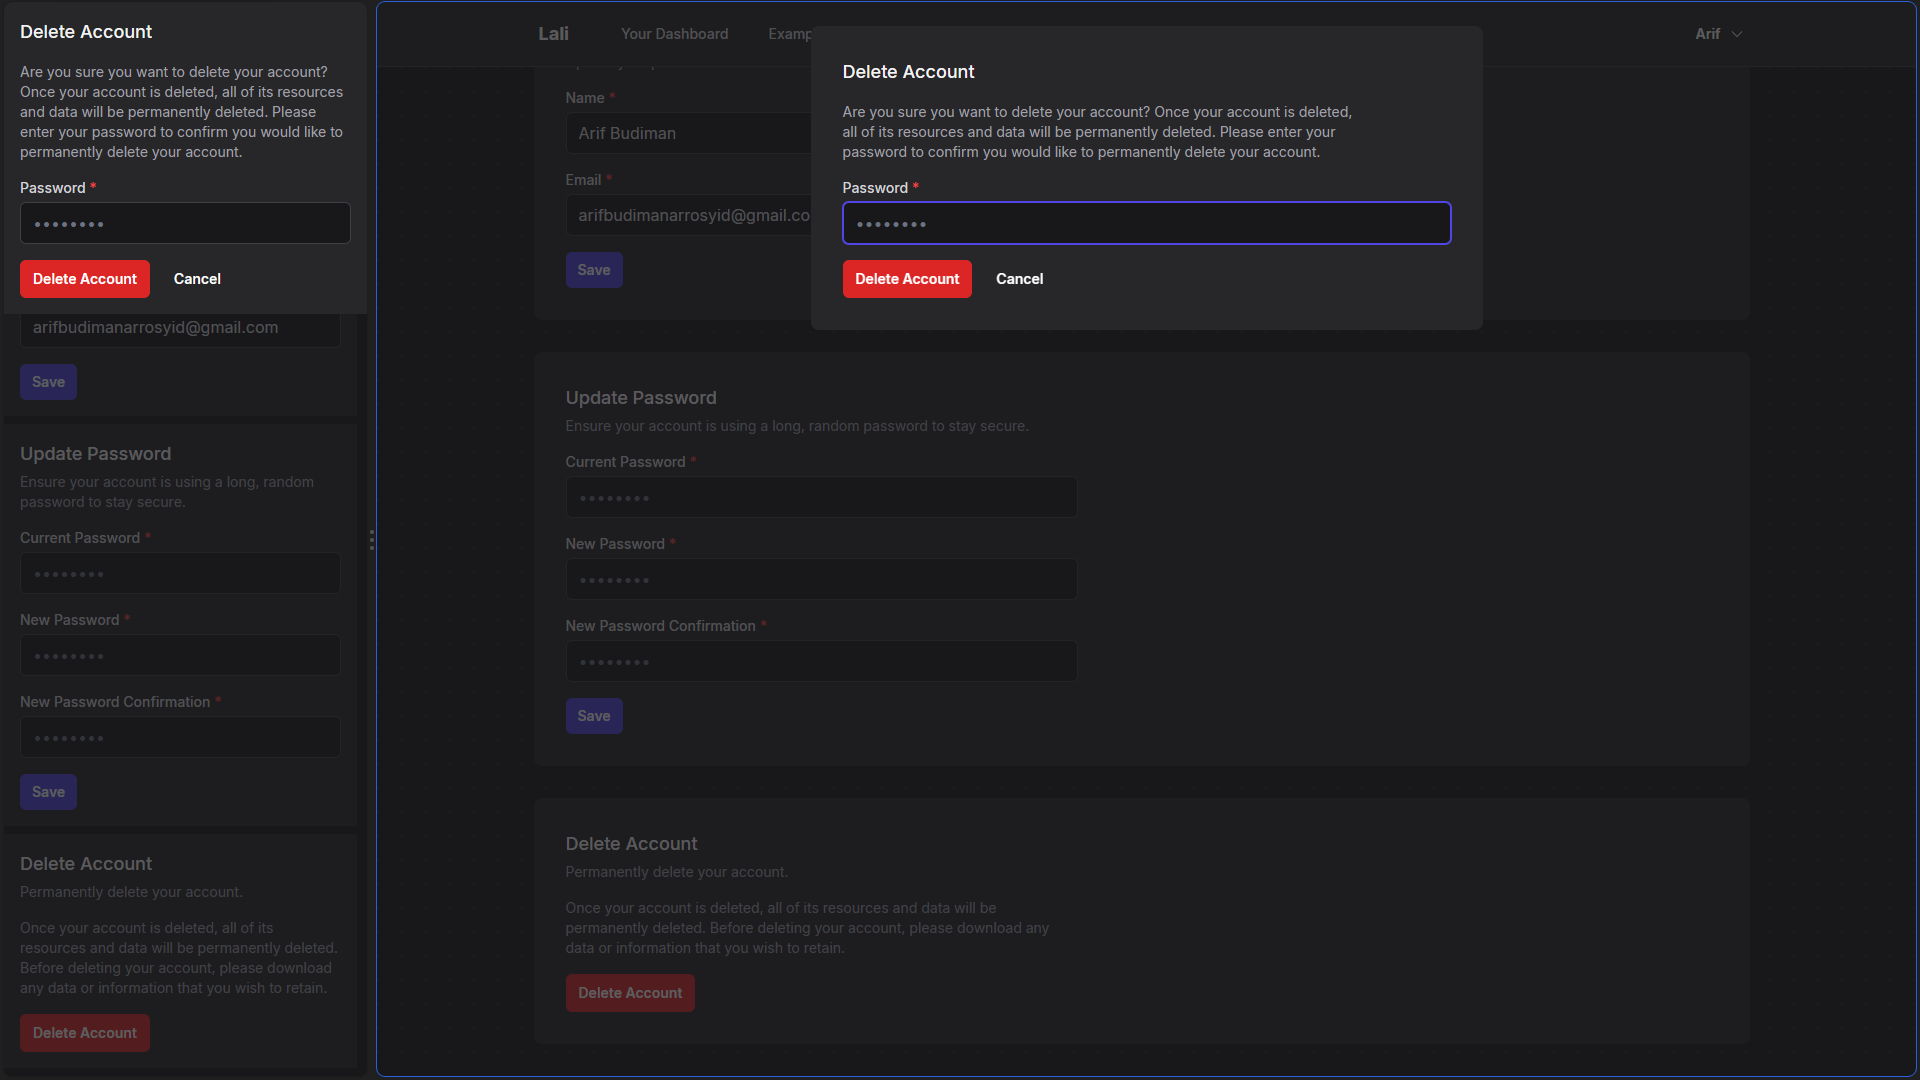 Delete Account
Are you sure you want to delete your account?
Once your account is deleted, all of its resources
and data will be permanently deleted. Please
enter your password to confirm you would like to
permanently delete your account.
Password *
••••••••
Delete Account Cancel
arifbudimanarrosyid@gmail.com
Save
Update Password
Ensure your account is using a long, random
password to stay secure.
Current Password *
••••••••
New Password *
••••••••
New Password Confirmation *
••••••••
Save
Delete Account
Permanently delete your account.
Once your account is deleted, all of its
resources and data will be permanently deleted.
Before deleting your account, please download
any data or information that you wish to retain.
Delete Account
Lali Your Dashboard Examp Arif
Name *
Arif Budiman
Email *
arifbudimanarrosyid@gmail.co
Save
Delete Account
Are you sure you want to delete your account? Once your account is deleted,
all of its resources and data will be permanently deleted. Please enter your
password to confirm you would like to permanently delete your account.
Password *
••••••••
Delete Account Cancel
Update Password
Ensure your account is using a long, random password to stay secure.
Current Password *
••••••••
New Password *
••••••••
New Password Confirmation *
••••••••
Save
Delete Account
Permanently delete your account.
Once your account is deleted, all of its resources and data will be
permanently deleted. Before deleting your account, please download any
data or information that you wish to retain.
Delete Account